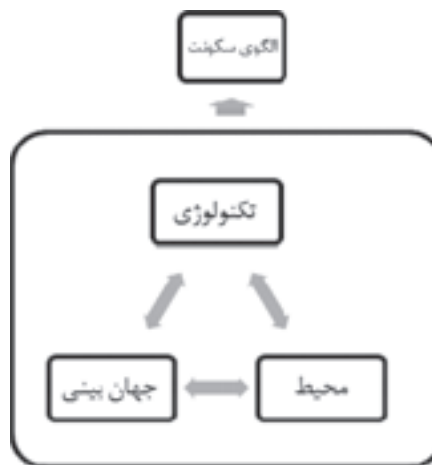 الگوی سکونت
تکنولوژی
محیط
جهان بینی